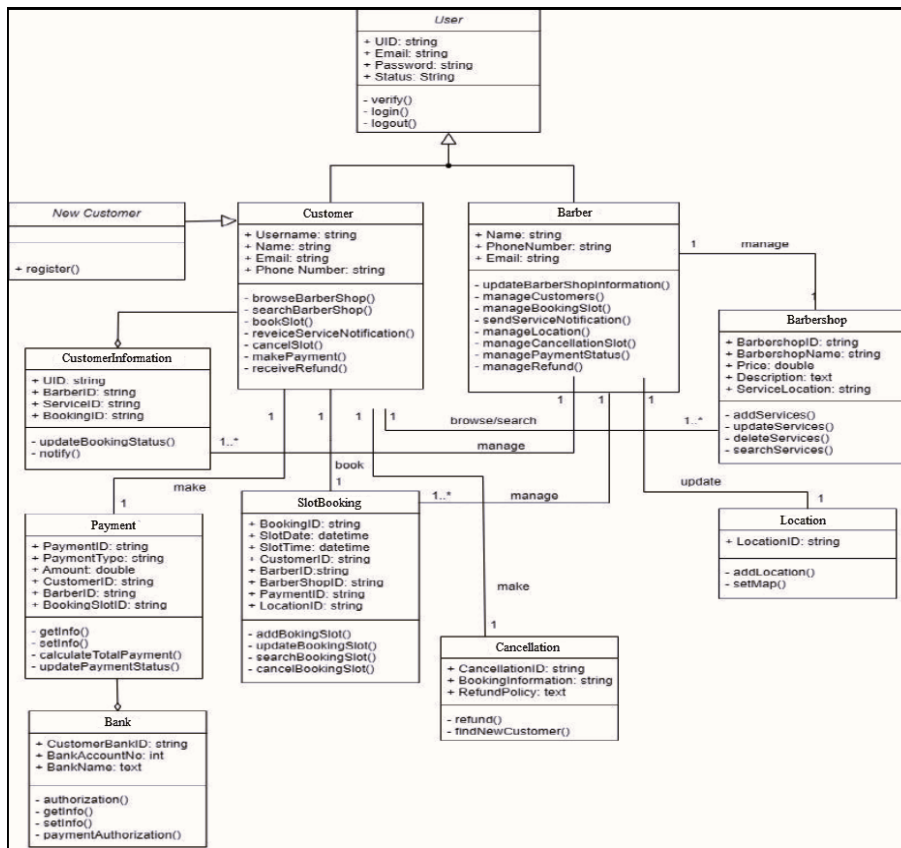 User
+ UID: string
+ Email: string
+ Password: string
+ Status: String
- verify()
- login()
- logout()
New Customer
+ register()
Customer
+ Username: string
+ Name: string
+ Email: string
+ Phone Number: string
- browseBarberShop()
- searchBarberShop()
- bookSlot()
- reveiceServiceNotification()
- cancelSlot()
- makePayment()
- receiveRefund()
Barber
+ Name: string
+ PhoneNumber: string
+ Email: string
- updateBarberShopInformation()
- manageCustomers()
- manageBookingSlot()
- sendServiceNotification()
- manageLocation()
- manageCancellationSlot()
- managePaymentStatus()
- manageRefund()
1 manage
1
Barbershop
+ BarbershopID: string
+ BarbershopName: string
+ Price: double
+ Description: text
+ ServiceLocation: string
- addServices()
- updateServices()
- deleteServices()
- searchServices()
CustomerInformation
+ UID: string
+ BarberID: string
+ ServiceID: string
+ BookingID: string
- updateBookingStatus()
- notify()
1 1 1 1 browse/search 1 1 1 1..*
1..* manage
make
1
book
1
1..* manage
update
1
make
1
Payment
+ PaymentID: string
+ PaymentType: string
+ Amount: double
+ CustomerID: string
+ BarberID: string
+ BookingSlotID: string
- getInfo()
- setInfo()
- calculateTotalPayment()
- updatePaymentStatus()
SlotBooking
+ BookingID: string
+ SlotDate: datetime
+ SlotTime: datetime
+ CustomerID: string
+ BarberID:string
+ BarberShopID: string
+ PaymentID: string
+ LocationID: string
- addBokingSlot()
- updateBookingSlot()
- searchBookingSlot()
- cancelBookingSlot()
Location
+ LocationID: string
- addLocation()
- setMap()
Cancellation
+ CancellationID: string
+ BookingInformation: string
+ RefundPolicy: text
- refund()
- findNewCustomer()
Bank
+ CustomerBankID: string
+ BankAccountNo: int
+ BankName: text
- authorization()
- getInfo()
- setInfo()
- paymentAuthorization()